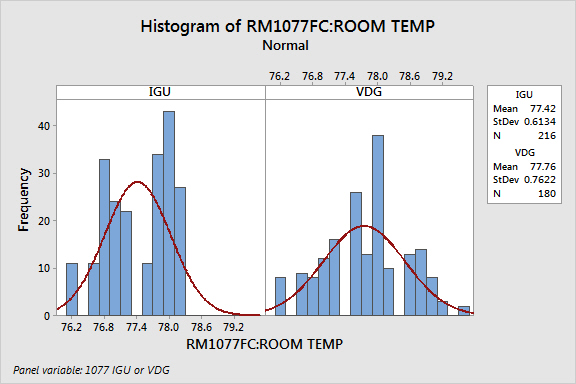 Histogram of RM1077FC:ROOM TEMP
Normal
76.2 76.8 77.4 78.0 78.6 79.2
IGU VDG
IGU
Mean 77.42
StDev 0.6134
N 216
VDG
Mean 77.76
StDev 0.7622
N 180
Frequency
40
30
20
10
0
76.2 76.8 77.4 78.0 78.6 79.2
RM1077FC:ROOM TEMP
Panel variable: 1077 IGU or VDG